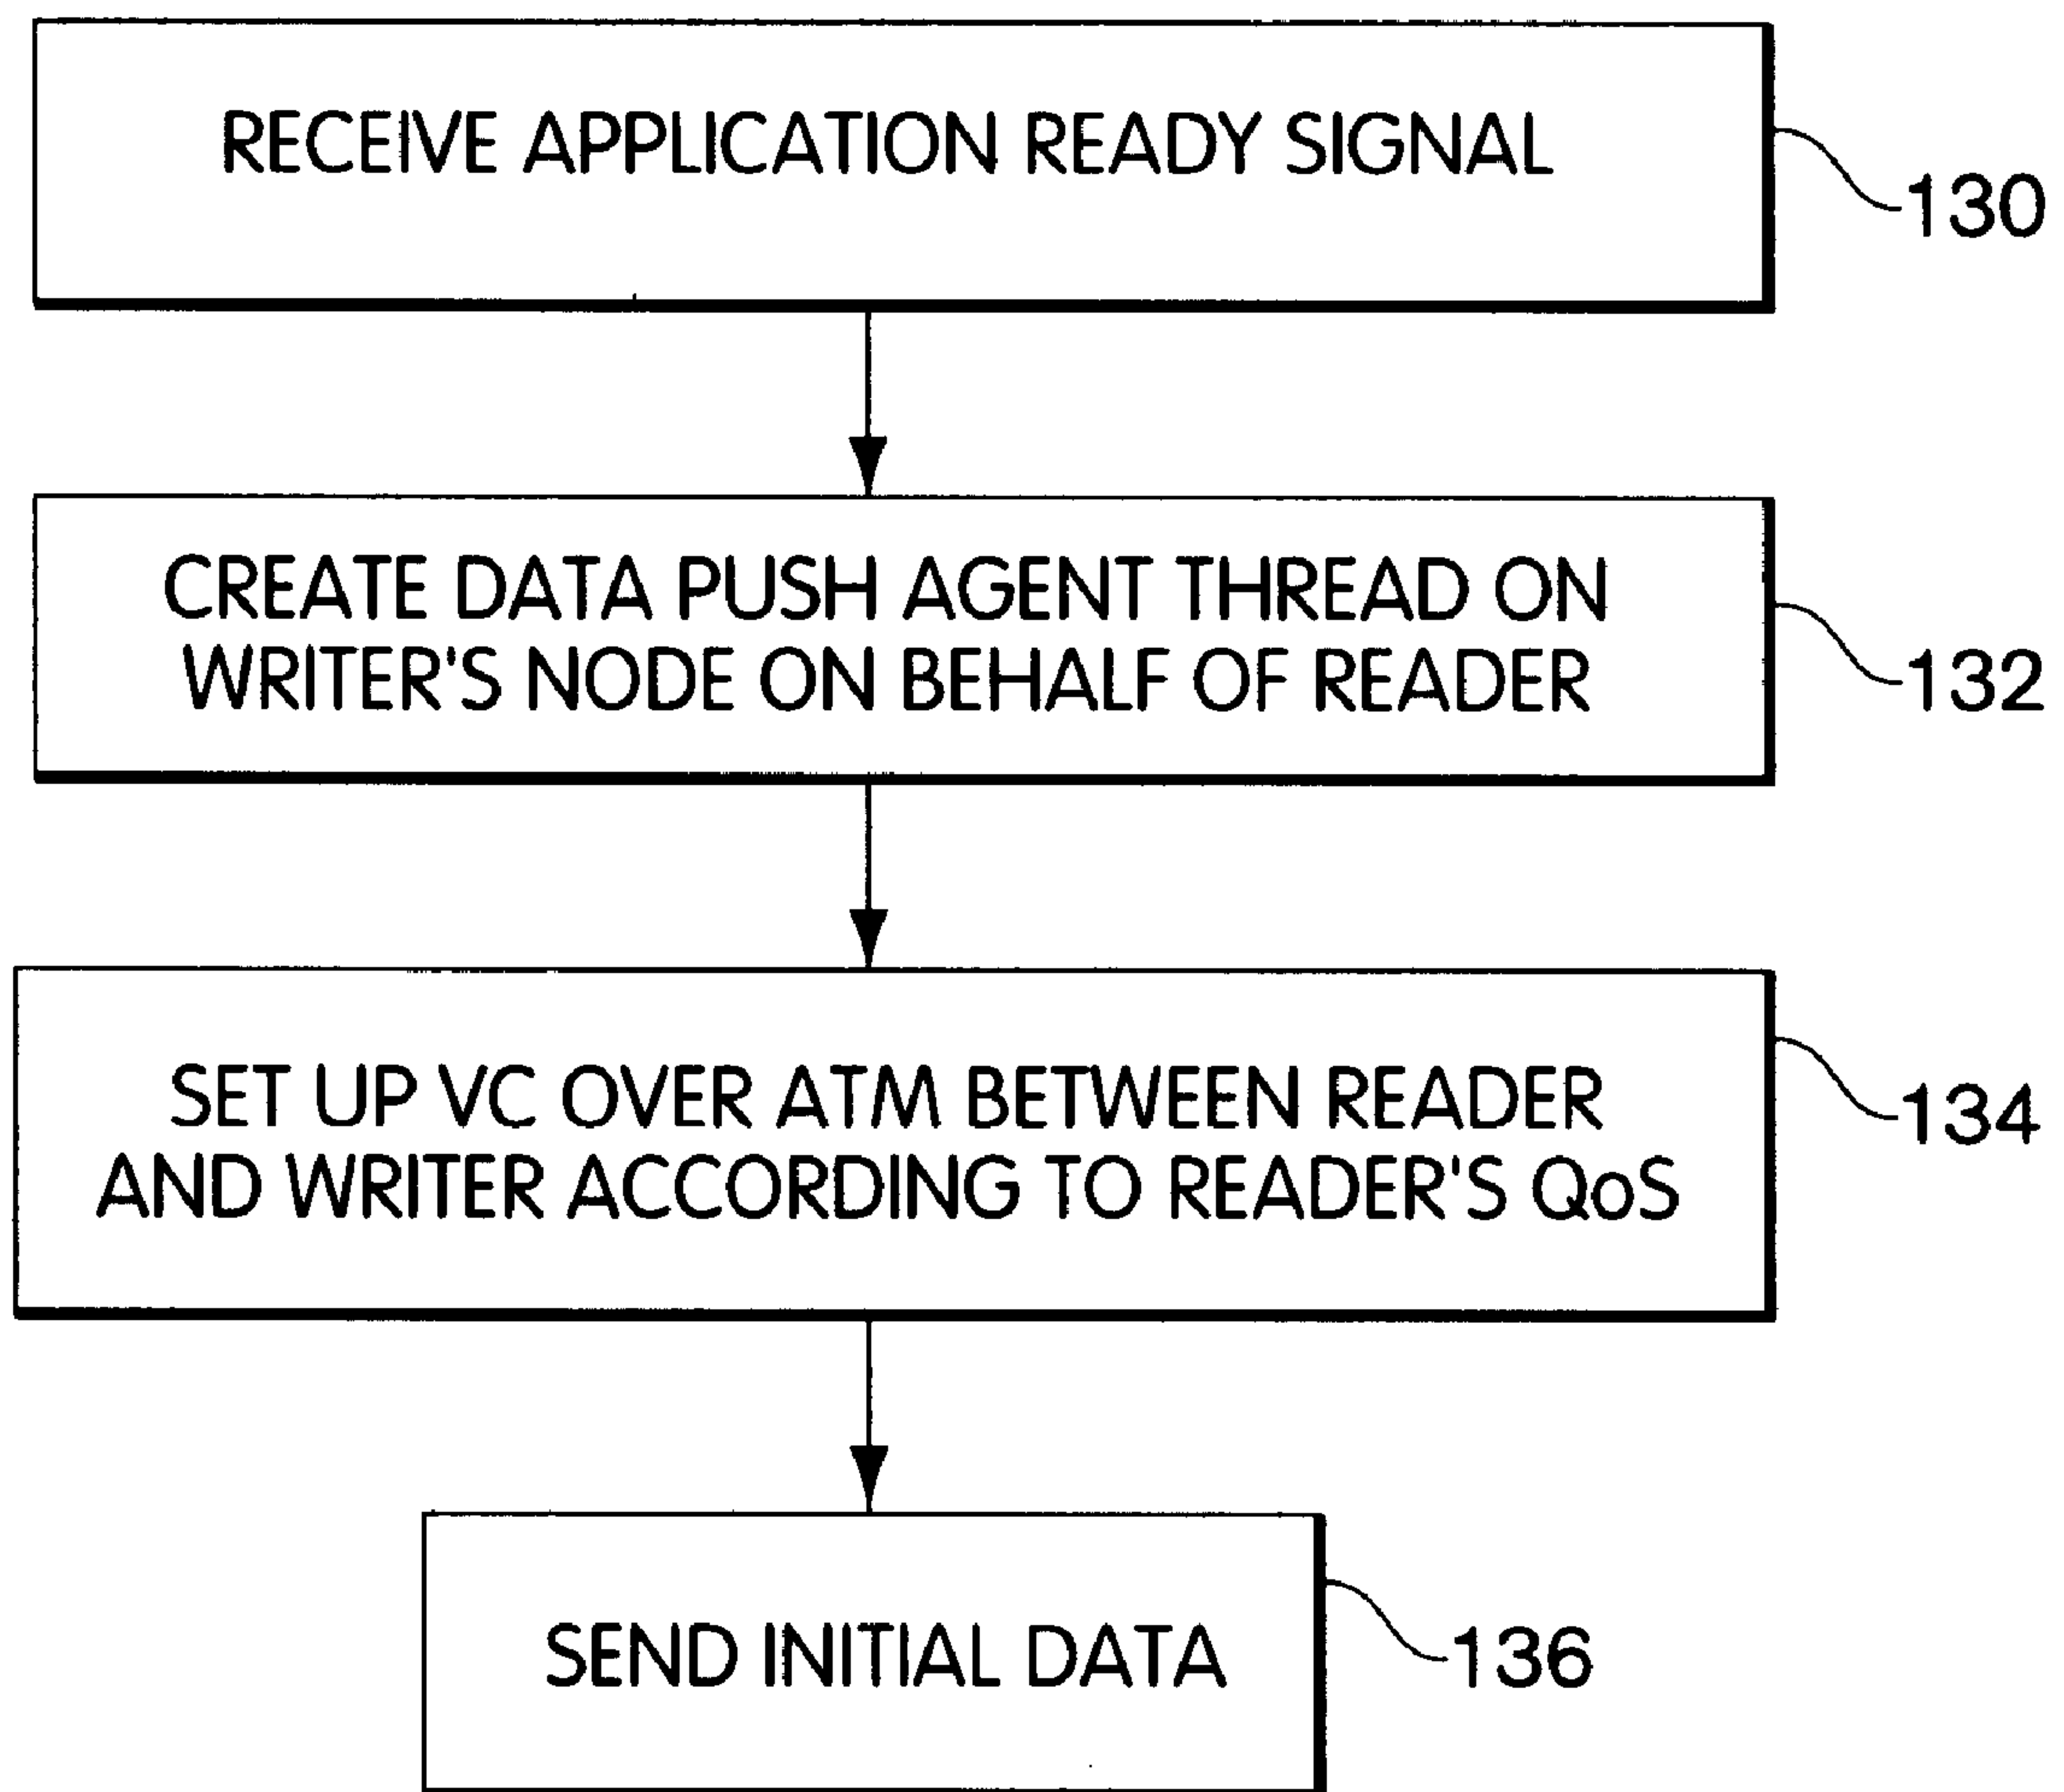 RECEIVE APPLICATION READY SIGNAL
130
CREATE DATA PUSH AGENT THREAD ON
WRITER'S NODE ON BEHALF OF READER
132
SET UP VC OVER ATM BETWEEN READER
AND WRITER ACCORDING TO READER'S QoS
134
SEND INITIAL DATA
136